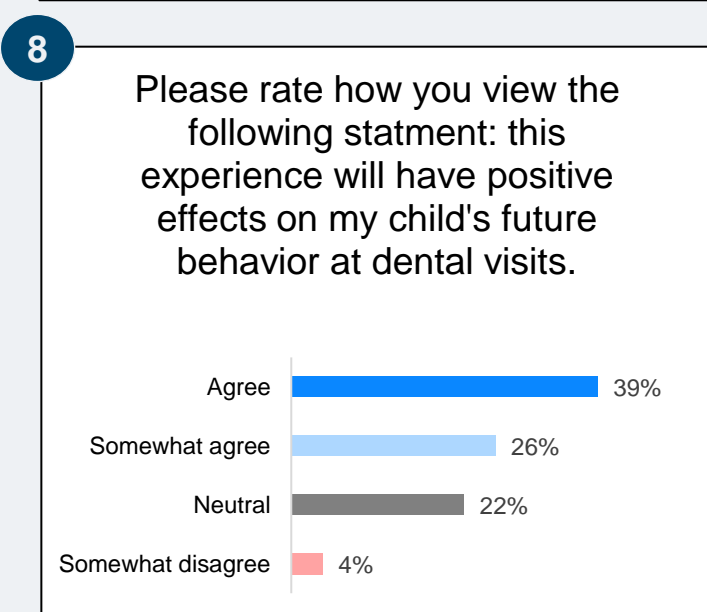 8
Please rate how you view the
following statment: this
experience will have positive
effects on my child's future
behavior at dental visits.
Agree 39%
Somewhat agree 26%
Neutral 22%
Somewhat disagree 4%